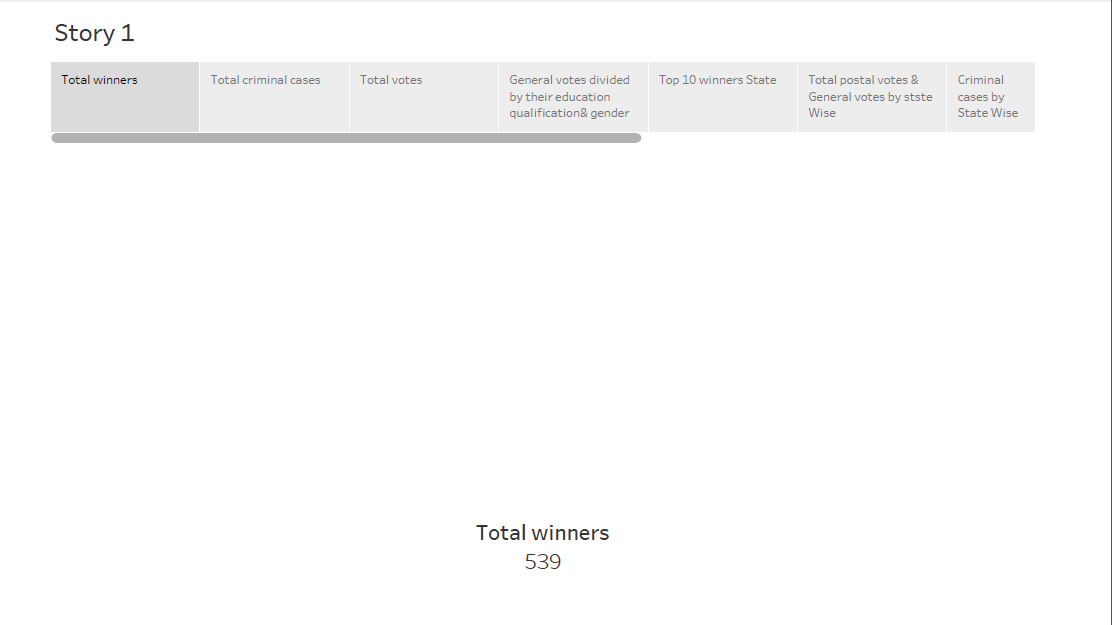 Story 1
Total winners
Total criminal cases
Total votes
General votes divided
by their education
qualification& gender
Top 10 winners State
Total postal votes &
General votes by stste
Wise
Criminal
cases by
State Wise
Total winners
539